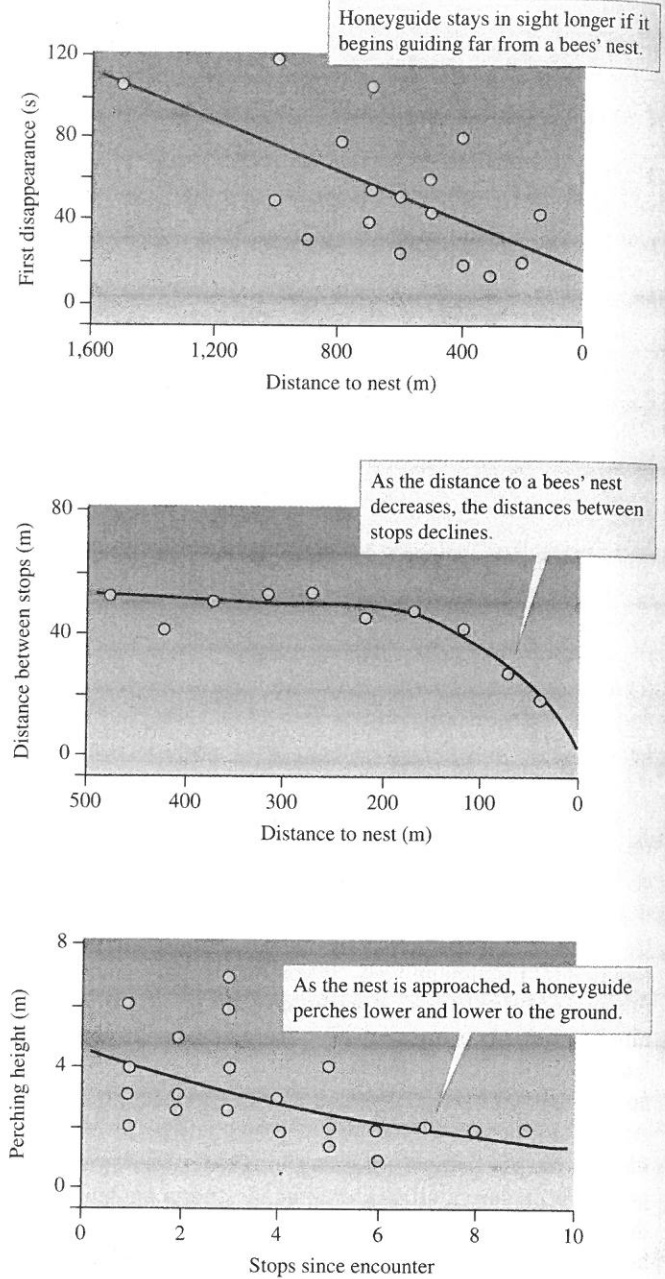 Honeyguide stays in sight longer if it
begins guiding far from a bees' nest.
120
80
40
0
First disappearance (s)
1,600 1,200 800 400 0
Distance to nest (m)
As the distance to a bees' nest
decreases, the distances between
stops declines.
80
40
0
Distance between stops (m)
500 400 300 200 100 0
Distance to nest (m)
As the nest is approached, a honeyguide
perches lower and lower to the ground.
8
4
0
Perching height (m)
0 2 4 6 8 10
Stops since encounter